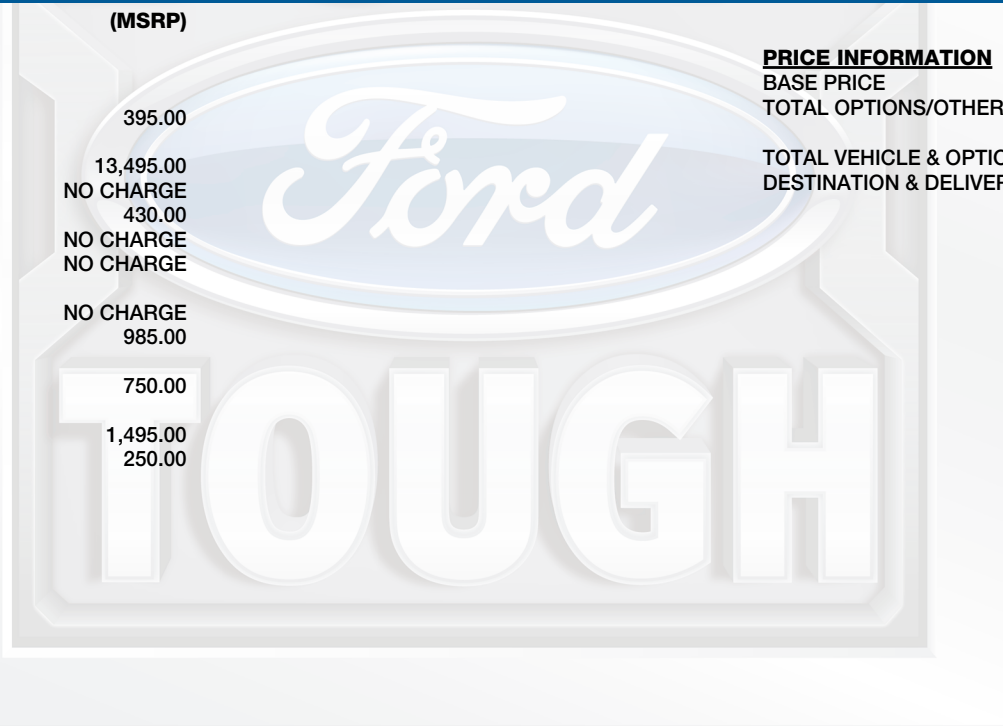 (MSRP)
395.00
13,495.00
NO CHARGE
430.00
NO CHARGE
NO CHARGE
NO CHARGE
985.00
750.00
1,495.00
250.00
PRICE INFORMATION
BASE PRICE
TOTAL OPTIONS/OTHER
TOTAL VEHICLE & OPTIO
DESTINATION & DELIVER
Ford
TOUGH